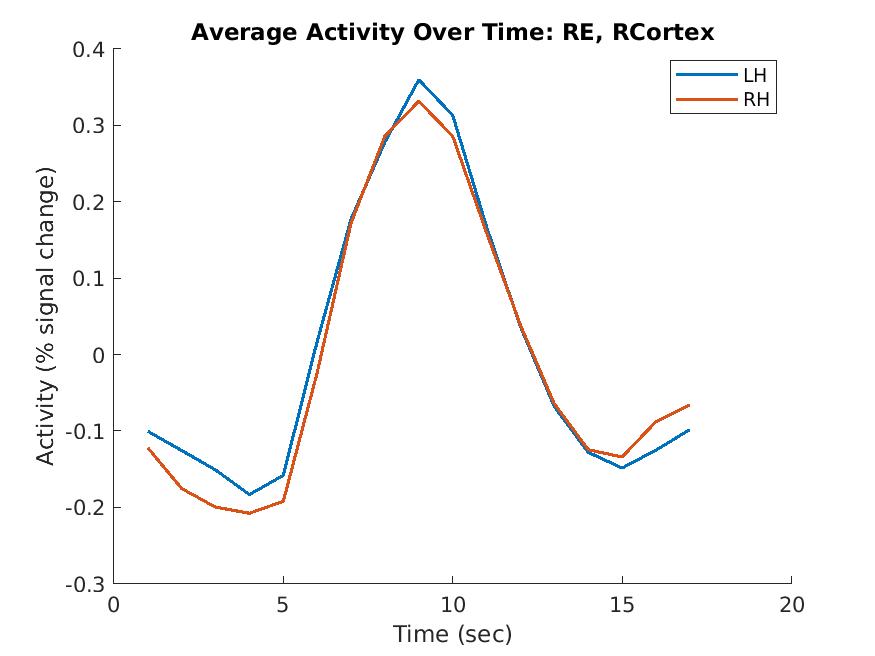 Average Activity Over Time: RE, RCortex
LH
RH
0.4
0.3
0.2
0.1
0
-0.1
-0.2
-0.3
Activity (% signal change)
0
5
10
15
20
Time (sec)